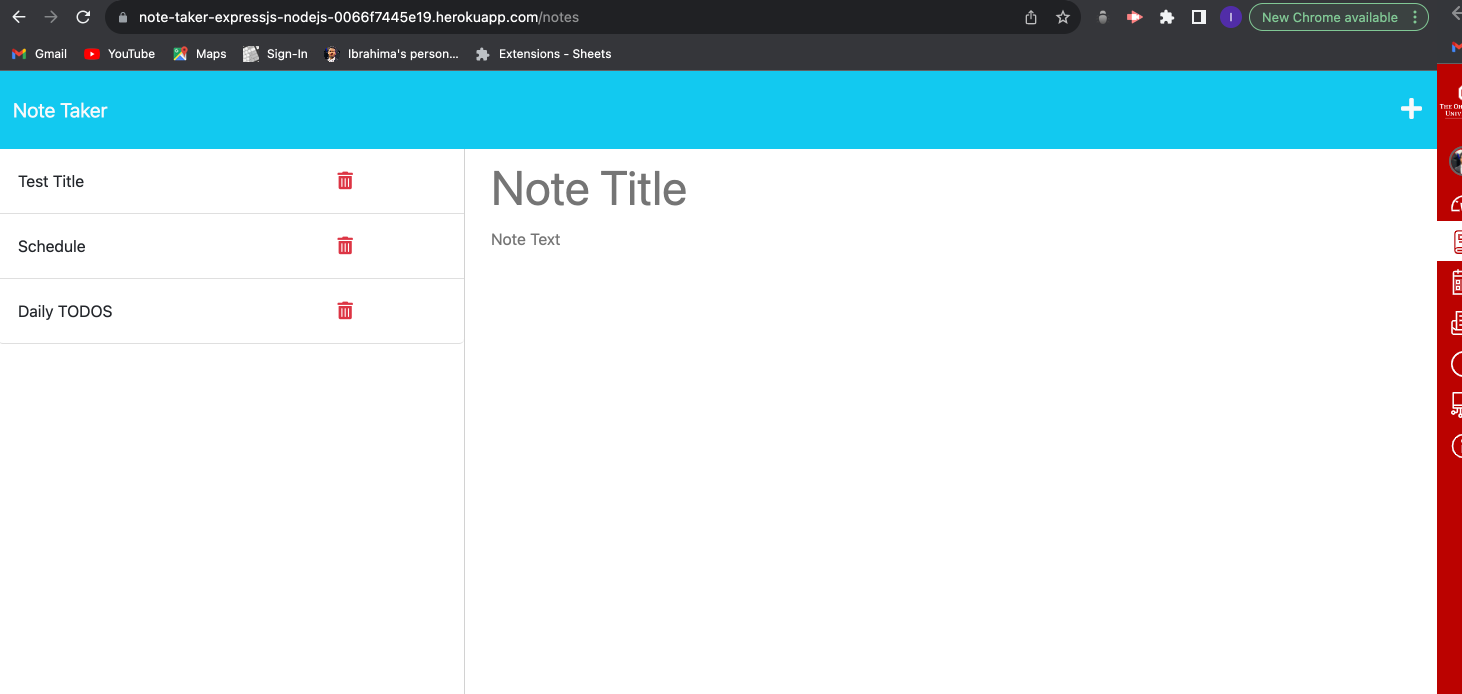 note-taker-expressjs-nodejs-0066f7445e19.herokuapp.com/notes
I
New Chrome available
Gmail
YouTube
Maps
Sign-In
Ibrahima's person...
Extensions - Sheets
Note Taker
Test Title
Schedule
Daily TODOS
Note Title
Note Text